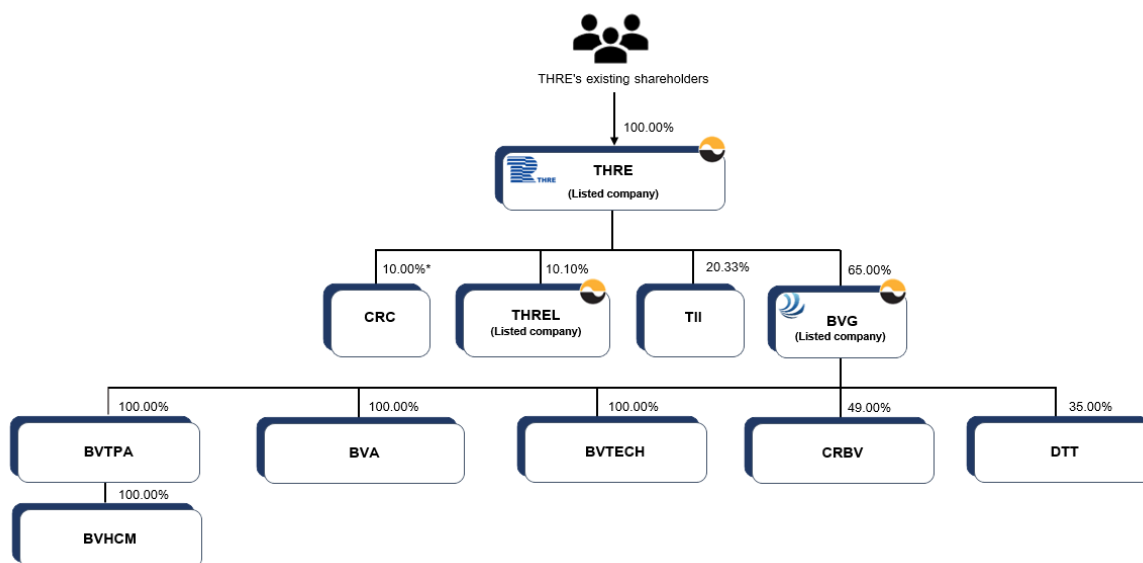 THRE's existing shareholders
100.00%
THRE
THRE
(Listed company)
10.00%*
10.10%
20.33%
65.00%
CRC
THREL
(Listed company)
TII
BVG
(Listed company)
100.00%
100.00%
100.00%
49.00%
35.00%
BVTPA
BVA
BVTECH
CRBV
DTT
100.00%
BVHCM